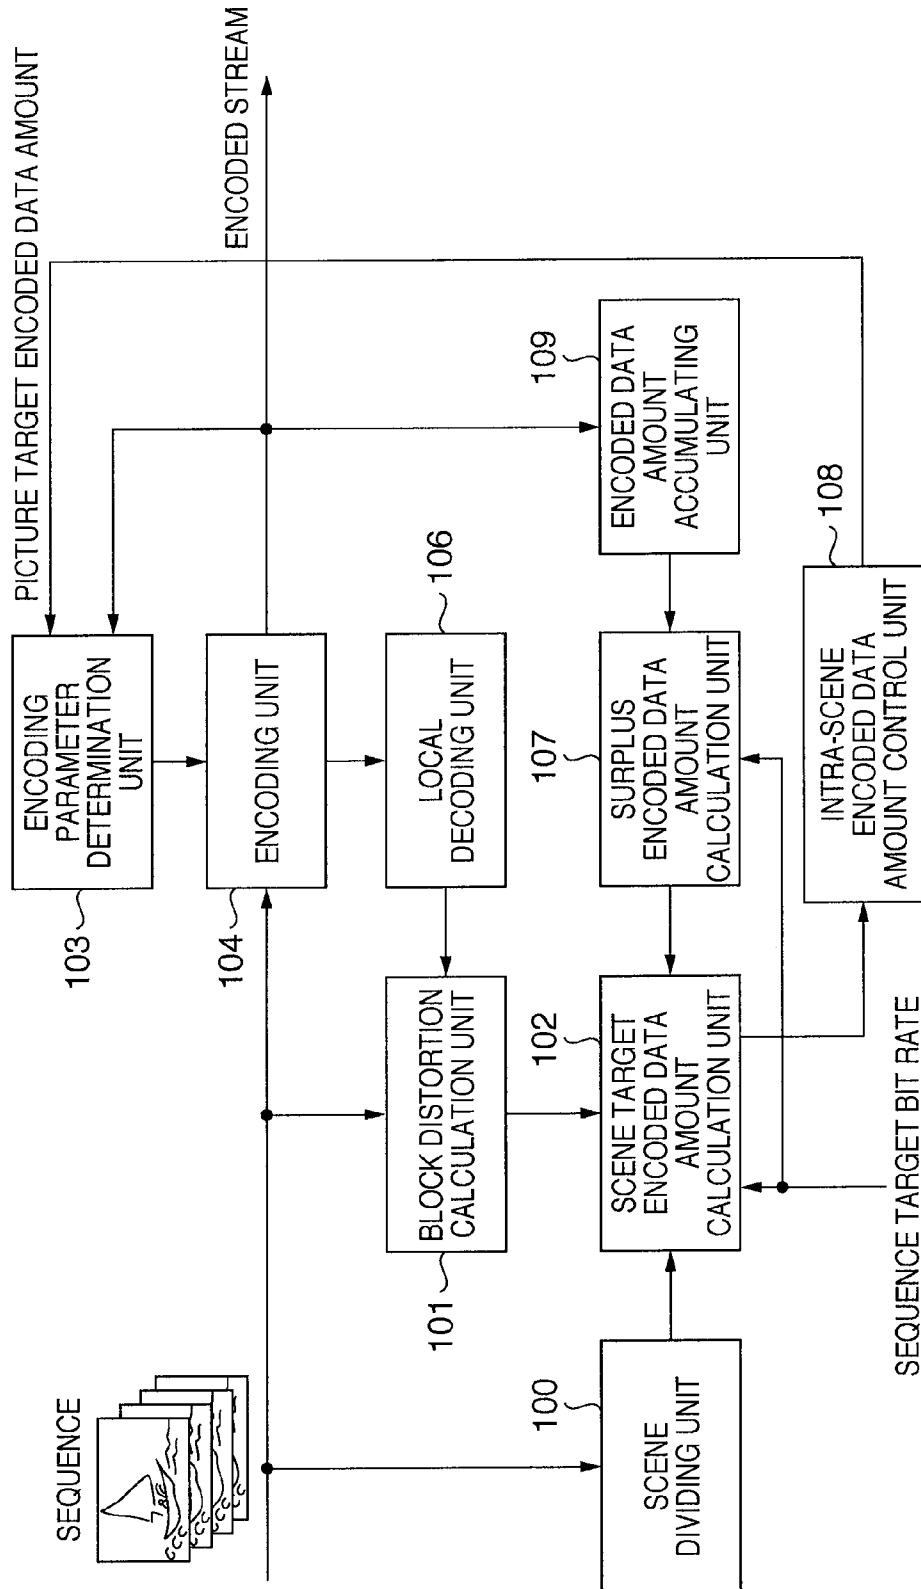 PICTURE TARGET ENCODED DATA AMOUNT
ENCODED STREAM
SEQUENCE
ENCODING
PARAMETER
DETERMINATION
UNIT
103
ENCODING UNIT
104
LOCAL
DECODING UNIT
106
BLOCK DISTORTION
CALCULATION UNIT
101
ENCODED DATA
AMOUNT
ACCUMULATING
UNIT
109
SURPLUS
ENCODED DATA
AMOUNT
CALCULATION UNIT
107
SCENE TARGET
ENCODED DATA
AMOUNT
CALCULATION UNIT
102
SCENE
DIVIDING UNIT
100
INTRA-SCENE
ENCODED DATA
AMOUNT CONTROL UNIT
108
SEQUENCE TARGET BIT RATE